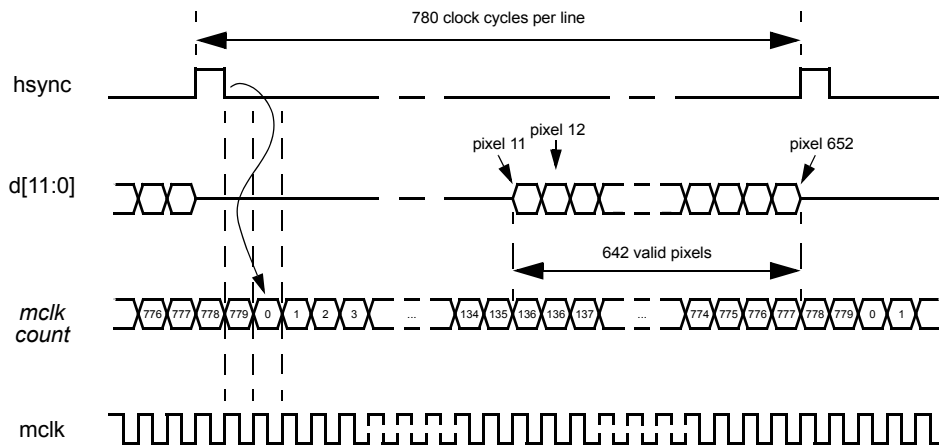 780 clock cycles per line
hsync
pixel 12
pixel 11
pixel 652
d[11:0]
642 valid pixels
mclk
count
776 777 778 779 0 1 2 3 ... 134 135 136 136 137 ... 774 775 776 777 778 779 0 1
mclk